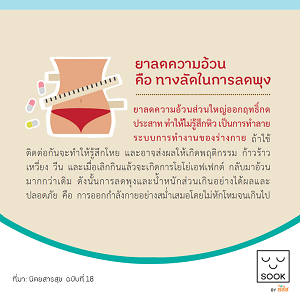 ยาลดความอ้วน
คือ ทางลัดในการลดพุง
ยาลดความอ้วนส่วนใหญ่ออกฤทธิ์กด
ประสาท ทำให้ไม่รู้สึกหิว เป็นการทำลาย
ระบบการทำงานของร่างกาย ถ้าใช้
ติดต่อกันจะทำให้รู้สึกโหย และอาจส่งผลให้เกิดพฤติกรรม ก้าวร้าว
เหวี่ยง วีน และเมื่อเลิกกินแล้วจะเกิดการโยโย่เอฟเฟกต์ กลับมาอ้วน
มากกว่าเดิม ดังนั้นการลดพุงและน้ำหนักส่วนเกินอย่างได้ผลและ
ปลอดภัย คือ การออกกำลังกายอย่างสม่ำเสมอโดยไม่หักโหมจนเกินไป
ที่มา: นิตยสารสุข ฉบับที่ 18
SOOK
BY สสส